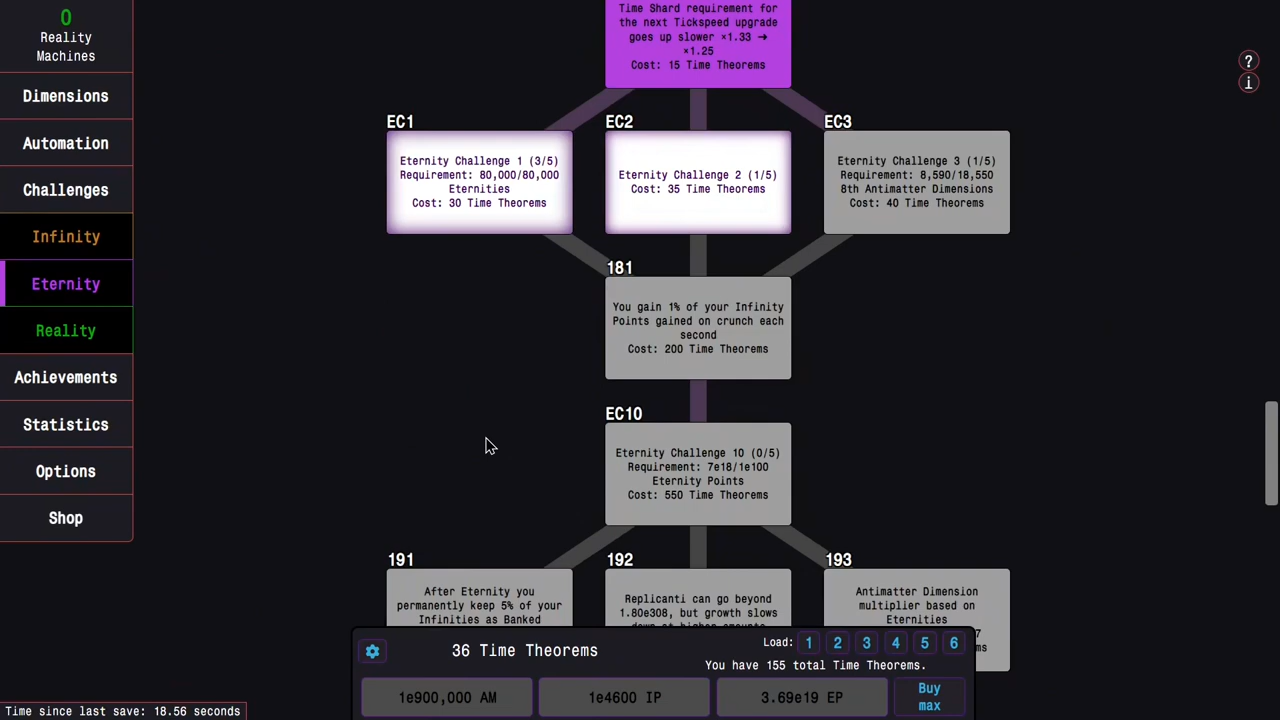 0
Reality
Machines
Dimensions
Automation
Challenges
Infinity
Eternity
Reality
Achievements
Statistics
Options
Shop
Time since last save: 18.56 seconds
Time Shard requirement for
the next Tickspeed upgrade
goes up slower ×1.33 ➜
×1.25
Cost: 15 Time Theorems
EC1
Eternity Challenge 1 (3/5)
Requirement: 80,000/80,000
Eternities
Cost: 30 Time Theorems
EC2
Eternity Challenge 2 (1/5)
Cost: 35 Time Theorems
EC3
Eternity Challenge 3 (1/5)
Requirement: 8,590/18,550
8th Antimatter Dimensions
Cost: 40 Time Theorems
181
You gain 1% of your Infinity
Points gained on crunch each
second
Cost: 200 Time Theorems
EC10
Eternity Challenge 10 (0/5)
Requirement: 7e18/1e100
Eternity Points
Cost: 550 Time Theorems
191
After Eternity you
permanently keep 5% of your
Infinities as Banked
192
Replicanti can go beyond
1.80e308, but growth slows
193
Antimatter Dimension
multiplier based on
Eternities
36 Time Theorems
Load: 1 2 3 4 5 6
You have 155 total Time Theorems.
1e900,000 AM
1e4600 IP
3.69e19 EP
Buy
max
?
i